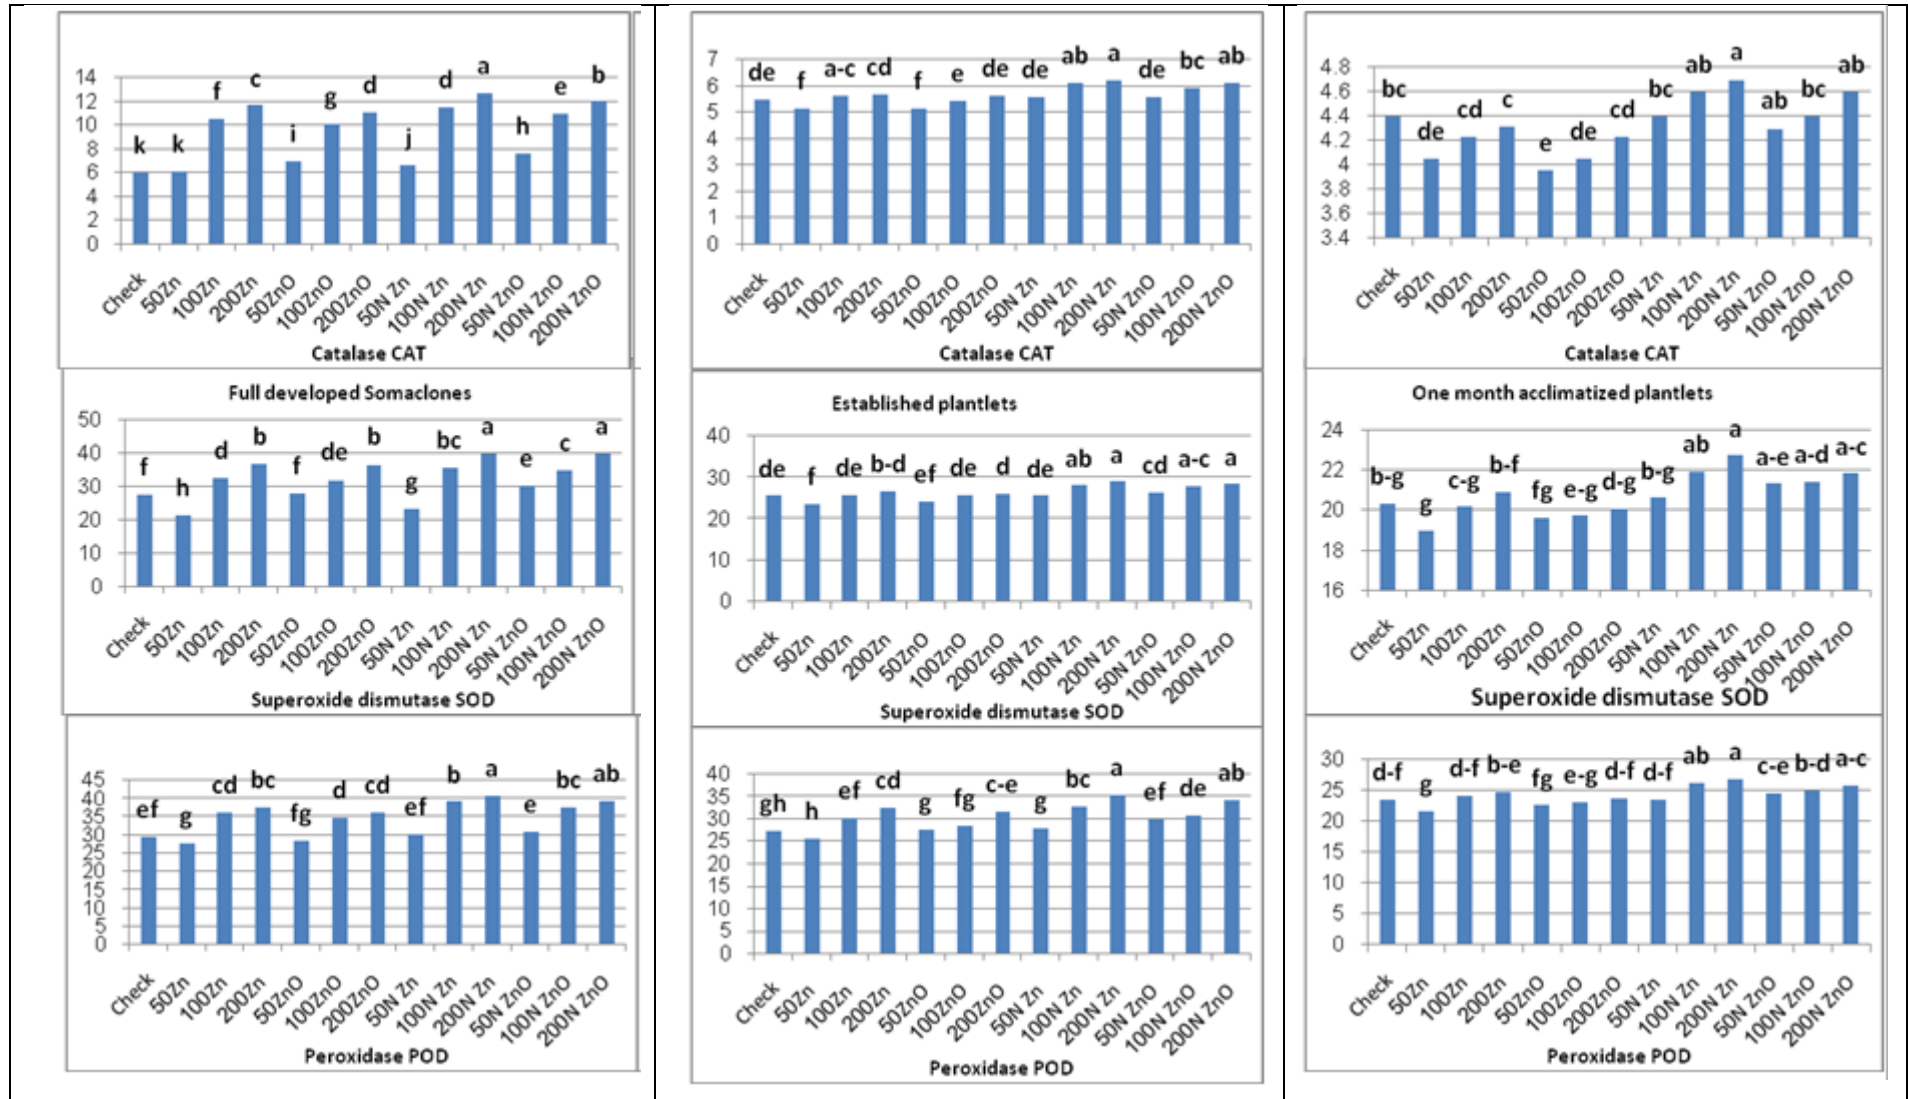 14
12
10
8
6
4
2
0
k k f c i g d j d a h e b
Check 50Zn 100Zn 200Zn 50ZnO 100ZnO 200ZnO 50N Zn 100N Zn 200N Zn 50N ZnO 100N ZnO 200N ZnO
Catalase CAT
Full developed Somaclones
50
40
30
20
10
0
f h d b f de b g bc a e c a
Check 50Zn 100Zn 200Zn 50ZnO 100ZnO 200ZnO 50N Zn 100N Zn 200N Zn 50N ZnO 100N ZnO 200N ZnO
Superoxide dismutase SOD
45
40
35
30
25
20
15
10
5
0
ef g cd bc fg d cd ef b a e bc ab
Check 50Zn 100Zn 200Zn 50ZnO 100ZnO 200ZnO 50N Zn 100N Zn 200N Zn 50N ZnO 100N ZnO 200N ZnO
Peroxidase POD
7
6
5
4
3
2
1
0
de f a-c cd f e de de ab a de bc ab
Check 50Zn 100Zn 200Zn 50ZnO 100ZnO 200ZnO 50N Zn 100N Zn 200N Zn 50N ZnO 100N ZnO 200N ZnO
Catalase CAT
Established plantlets
40
30
20
10
0
de f de b-d ef de d de ab a cd a-c a
Check 50Zn 100Zn 200Zn 50ZnO 100ZnO 200ZnO 50N Zn 100N Zn 200N Zn 50N ZnO 100N ZnO 200N ZnO
Superoxide dismutase SOD
40
35
30
25
20
15
10
5
0
gh h ef cd g fg c-e g bc a ef de ab
Check 50Zn 100Zn 200Zn 50ZnO 100ZnO 200ZnO 50N Zn 100N Zn 200N Zn 50N ZnO 100N ZnO 200N ZnO
Peroxidase POD
4.8
4.6
4.4
4.2
4
3.8
3.6
3.4
bc de cd c e de cd bc ab a ab bc ab
Check 50Zn 100Zn 200Zn 50ZnO 100ZnO 200ZnO 50N Zn 100N Zn 200N Zn 50N ZnO 100N ZnO 200N ZnO
Catalase CAT
One month acclimatized plantlets
24
22
20
18
16
b-g g c-g b-f fg e-g d-g b-g ab a a-e a-d a-c
Check 50Zn 100Zn 200Zn 50ZnO 100ZnO 200ZnO 50N Zn 100N Zn 200N Zn 50N ZnO 100N ZnO 200N ZnO
Superoxide dismutase SOD
30
25
20
15
10
5
0
d-f g d-f b-e fg e-g d-f d-f ab a c-e b-d a-c
Check 50Zn 100Zn 200Zn 50ZnO 100ZnO 200ZnO 50N Zn 100N Zn 200N Zn 50N ZnO 100N ZnO 200N ZnO
Peroxidase POD